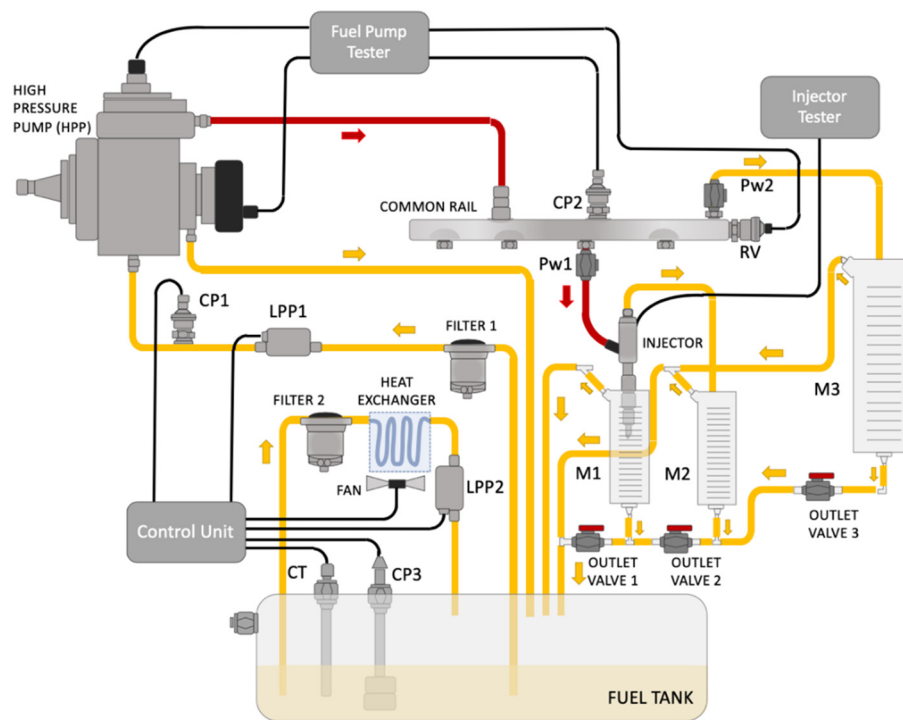 Fuel Pump
Tester
HIGH
PRESSURE
PUMP (HPP)
Injector
Tester
CP2
Pw2
COMMON RAIL
RV
Pw1
CP1
LPP1
FILTER 1
INJECTOR
HEAT
EXCHANGER
FILTER 2
M3
M1
M2
LPP2
FAN
Control Unit
OUTLET
VALVE 3
OUTLET
VALVE 1
OUTLET
VALVE 2
CT
CP3
FUEL TANK